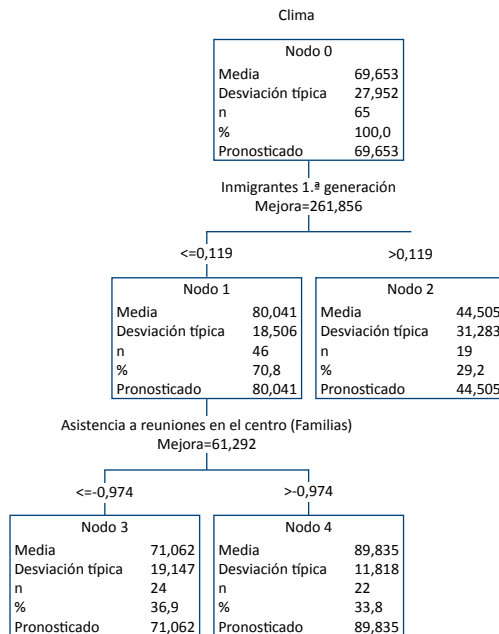 Clima
Nodo 0
Media 69,653
Desviación típica 27,952
n 65
% 100,0
Pronosticado 69,653
Inmigrantes 1.ª generación
Mejora=261,856
<=0,119 >0,119
Nodo 1
Media 80,041
Desviación típica 18,506
n 46
% 70,8
Pronosticado 80,041
Nodo 2
Media 44,505
Desviación típica 31,283
n 19
% 29,2
Pronosticado 44,505
Asistencia a reuniones en el centro (Familias)
Mejora=61,292
<=-0,974 >-0,974
Nodo 3
Media 71,062
Desviación típica 19,147
n 24
% 36,9
Pronosticado 71,062
Nodo 4
Media 89,835
Desviación típica 11,818
n 22
% 33,8
Pronosticado 89,835